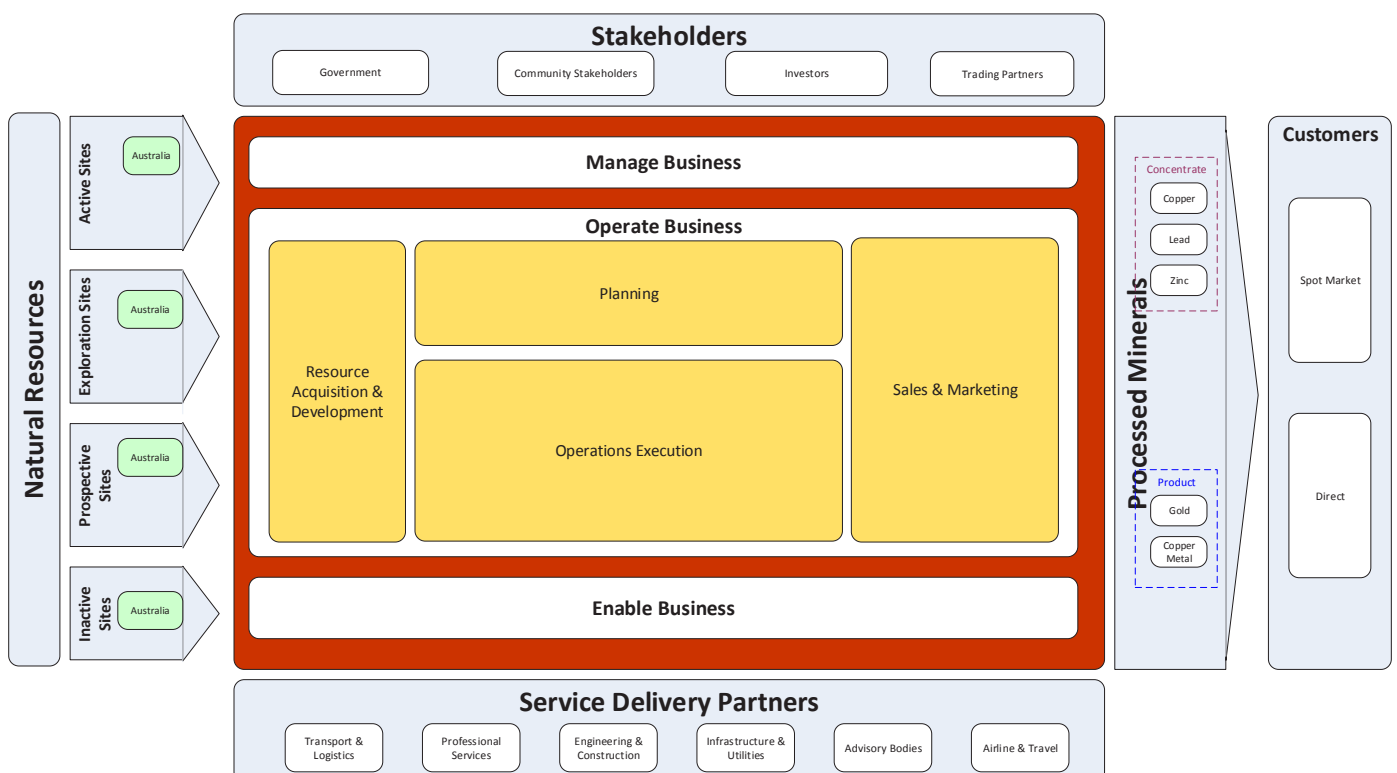 Stakeholders
Government
Community Stakeholders
Investors
Trading Partners
Natural Resources
Active Sites
Australia
Exploration Sites
Australia
Prospective
Sites
Australia
Inactive
Sites
Australia
Manage Business
Operate Business
Resource
Acquisition &
Development
Planning
Operations Execution
Sales & Marketing
Enable Business
Processed Minerals
Concentrate
Copper
Lead
Zinc
Product
Gold
Copper
Metal
Customers
Spot Market
Direct
Service Delivery Partners
Transport &
Logistics
Professional
Services
Engineering &
Construction
Infrastructure &
Utilities
Advisory Bodies
Airline & Travel